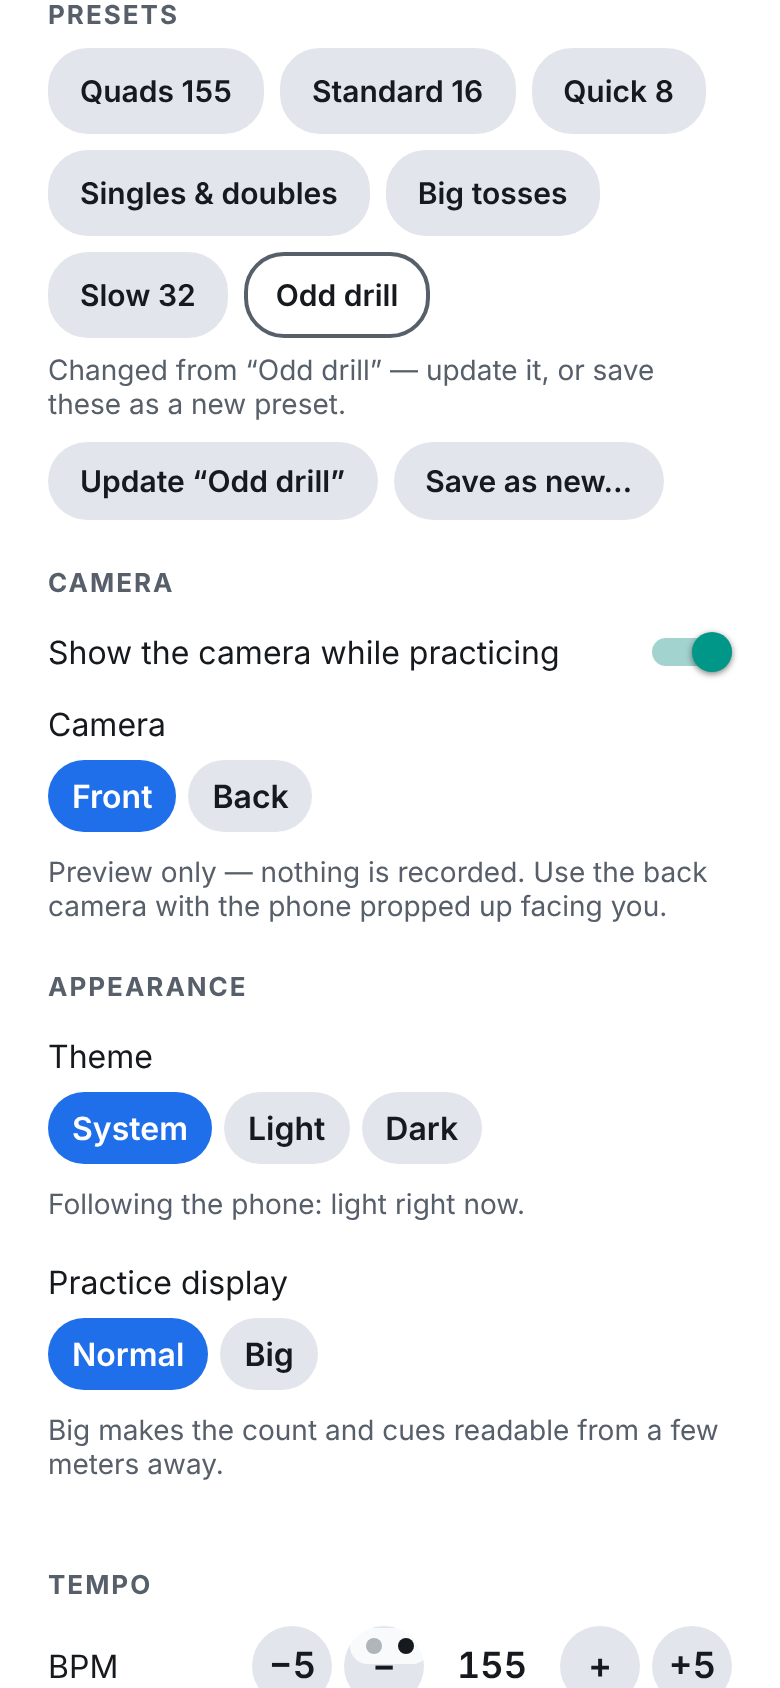 PRESETS
Quads 155 Standard 16 Quick 8
Singles & doubles Big tosses
Slow 32 Odd drill
Changed from “Odd drill” — update it, or save
these as a new preset.
Update “Odd drill” Save as new…
CAMERA
Show the camera while practicing
Camera
Front Back
Preview only — nothing is recorded. Use the back
camera with the phone propped up facing you.
APPEARANCE
Theme
System Light Dark
Following the phone: light right now.
Practice display
Normal Big
Big makes the count and cues readable from a few
meters away.
TEMPO
BPM −5 − 155 + +5